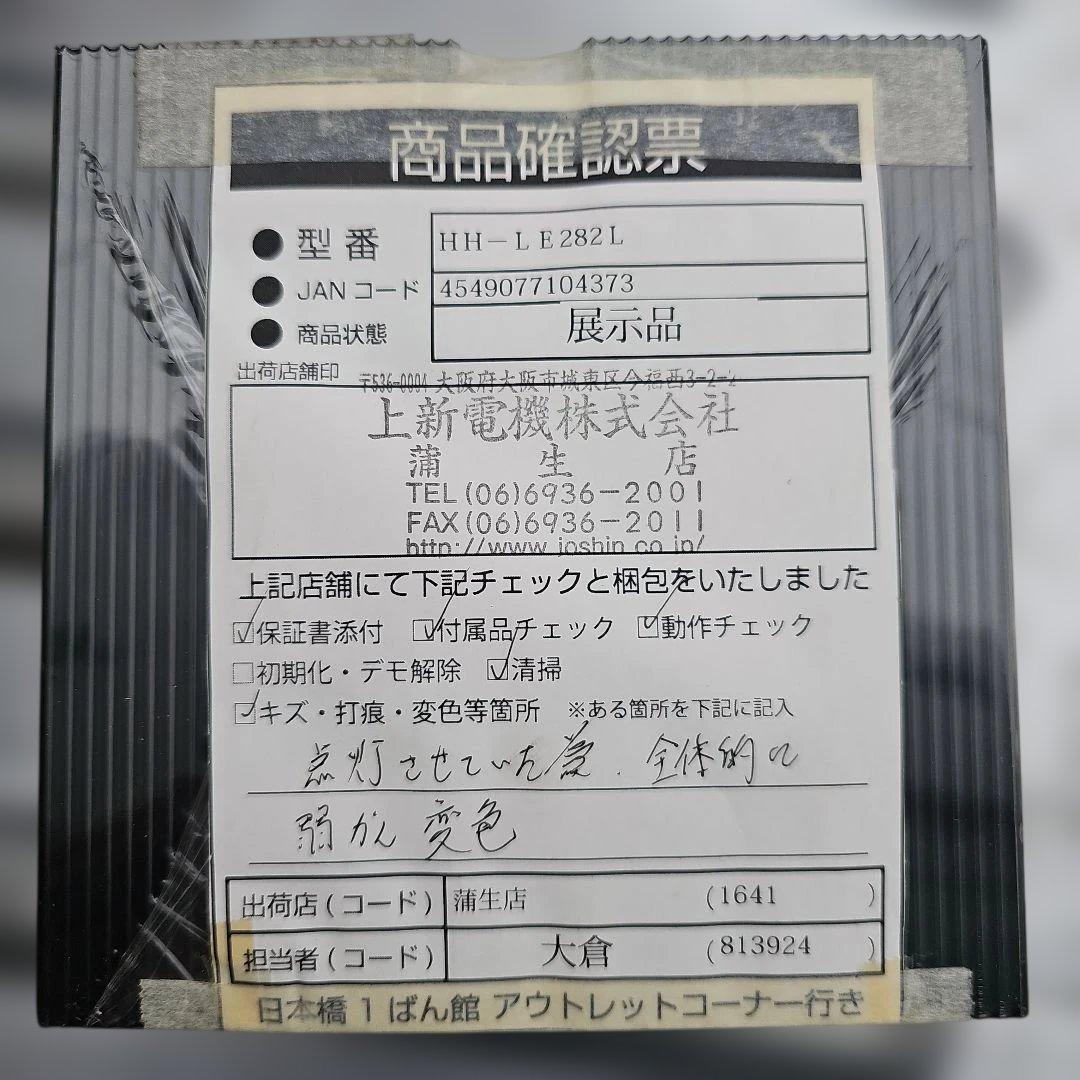 商品確認票
● 型番 HH-LE282L
● JANコード 4549077104373
● 商品状態 展示品
出荷店舗印
〒536-0004 大阪府大阪市城東区今福西3-2-2
上新電機株式会社
蒲生店
TEL(06)6936-2001
FAX(06)6936-2011
http://www.joshin.co.jp/
上記店舗にて下記チェックと梱包をいたしました
☑保証書添付 ☑付属品チェック ☑動作チェック
□初期化・デモ解除 ☑清掃
☑キズ・打痕・変色等箇所 ※ある箇所を下記に記入
点灯させていた為、全体的に
弱かん変色
出荷店(コード) 蒲生店 (1641)
担当者(コード) 大倉 (813924)
日本橋1ばん館 アウトレットコーナー行き